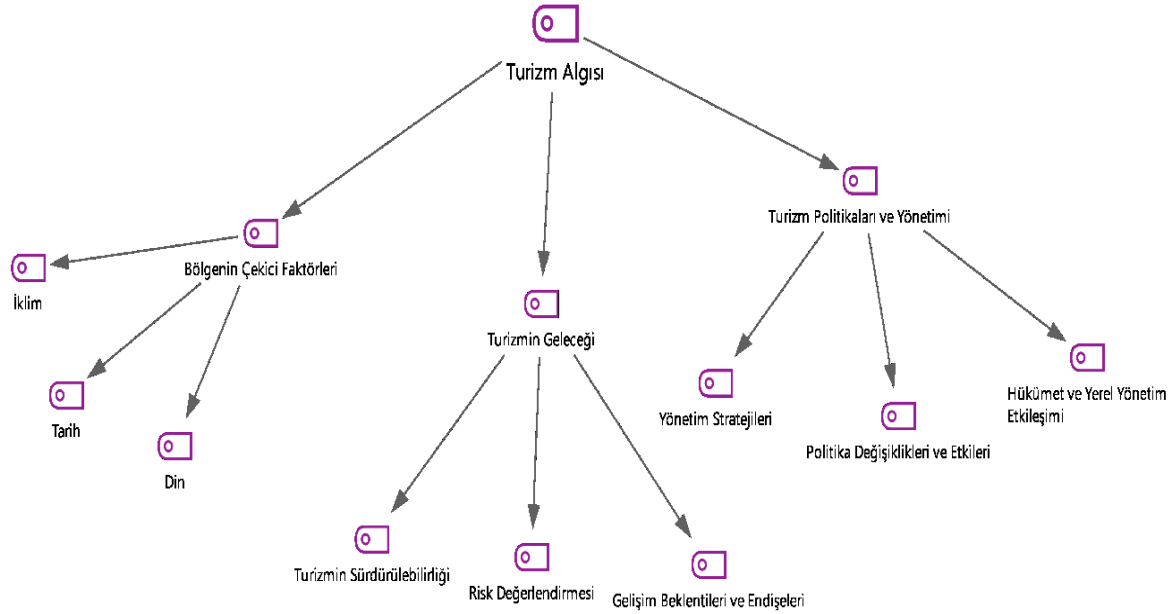 Turizm Algısı
Turizm Politikaları ve Yönetimi
Bölgenin Çekici Faktörleri
İklim
Turizmin Geleceği
Hükümet ve Yerel Yönetim
Etkileşimi
Yönetim Stratejileri
Tarih
Politika Değişiklikleri ve Etkileri
Din
Turizmin Sürdürülebilirliği
Risk Değerlendirmesi
Gelişim Beklentileri ve Endişeleri